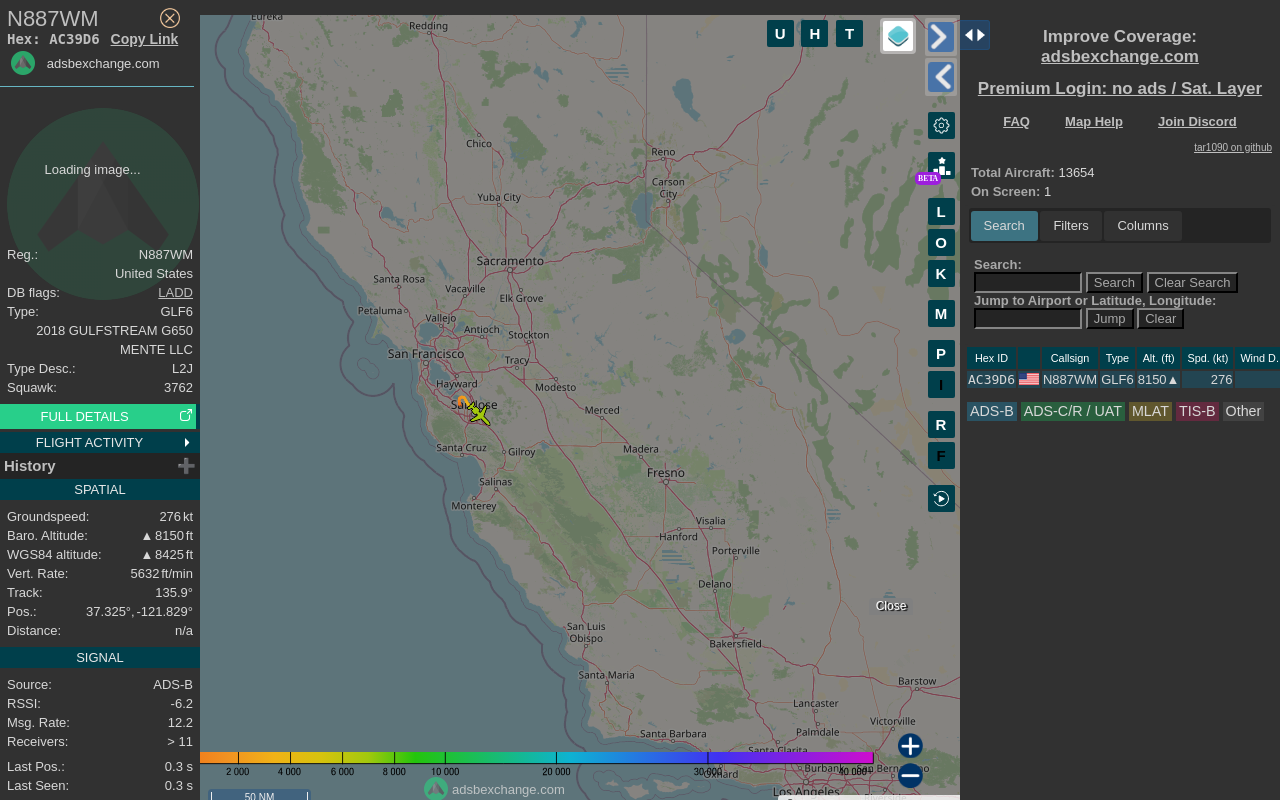 N887WM
Hex: AC39D6 Copy Link
adsbexchange.com
Loading image...
Reg.: N887WM
United States
DB flags: LADD
Type: GLF6
2018 GULFSTREAM G650
MENTE LLC
Type Desc.: L2J
Squawk: 3762
FULL DETAILS
FLIGHT ACTIVITY
History
SPATIAL
Groundspeed: 276 kt
Baro. Altitude: ▲ 8150 ft
WGS84 altitude: ▲ 8425 ft
Vert. Rate: 5632 ft/min
Track: 135.9°
Pos.: 37.325°, -121.829°
Distance: n/a
SIGNAL
Source: ADS-B
RSSI: -6.2
Msg. Rate: 12.2
Receivers: > 11
Last Pos.: 0.3 s
Last Seen: 0.3 s
Eureka
Redding
Chico
Reno
Carson
City
Yuba City
Sacramento
Santa Rosa
Vacaville
Elk Grove
Petaluma
Vallejo
Antioch
Stockton
San Francisco
Tracy
Hayward
Modesto
San Jose
Merced
Santa Cruz
Gilroy
Madera
Fresno
Salinas
Monterey
Visalia
Hanford
Porterville
Delano
San Luis
Obispo
Bakersfield
Santa Maria
Barstow
Lancaster
Victorville
Santa Barbara
Palmdale
Santa Clarita
Oxnard
Burbank
Los Angeles
Riverside
2 000
4 000
6 000
8 000
10 000
20 000
30 000
40 000+
adsbexchange.com
50 NM
Close
U H T
BETA
L
O
K
M
P
I
R
F
Improve Coverage:
adsbexchange.com
Premium Login: no ads / Sat. Layer
FAQ Map Help Join Discord
tar1090 on github
Total Aircraft: 13654
On Screen: 1
Search Filters Columns
Search:
Search Clear Search
Jump to Airport or Latitude, Longitude:
Jump Clear
Hex ID Callsign Type Alt. (ft) Spd. (kt) Wind D.
AC39D6 N887WM GLF6 8150▲ 276
ADS-B ADS-C/R / UAT MLAT TIS-B Other